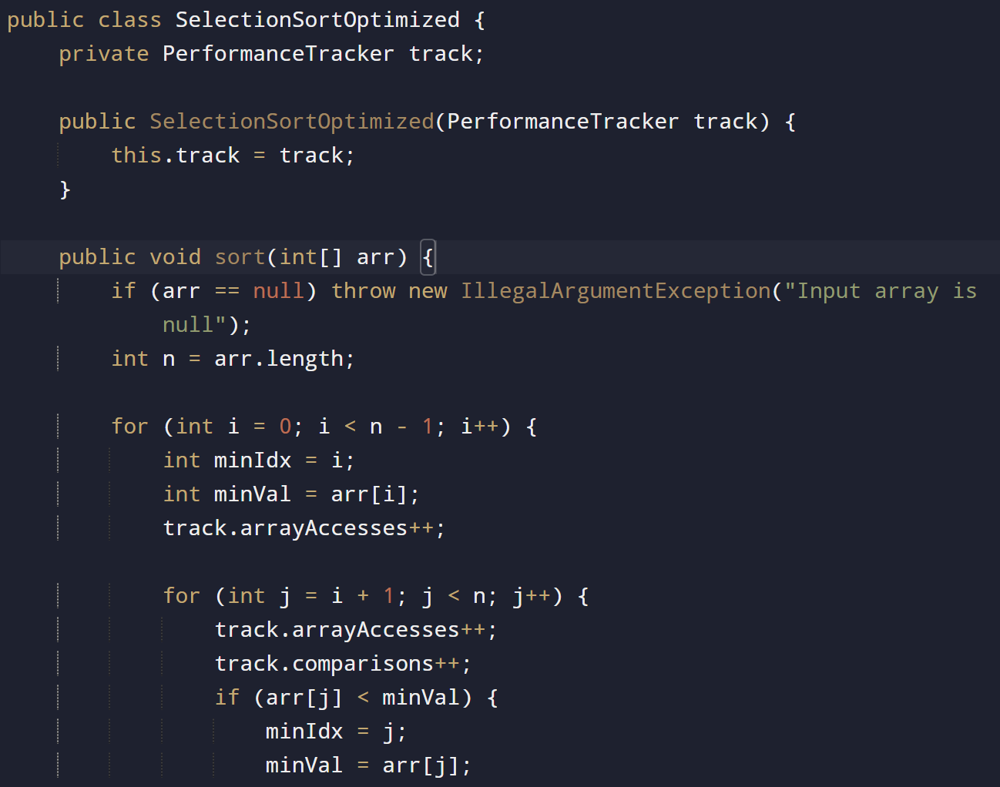 public class SelectionSortOptimized {
    private PerformanceTracker track;

    public SelectionSortOptimized(PerformanceTracker track) {
        this.track = track;
    }

    public void sort(int[] arr) {
        if (arr == null) throw new IllegalArgumentException("Input array is
            null");
        int n = arr.length;

        for (int i = 0; i < n - 1; i++) {
            int minIdx = i;
            int minVal = arr[i];
            track.arrayAccesses++;

            for (int j = i + 1; j < n; j++) {
                track.arrayAccesses++;
                track.comparisons++;
                if (arr[j] < minVal) {
                    minIdx = j;
                    minVal = arr[j];